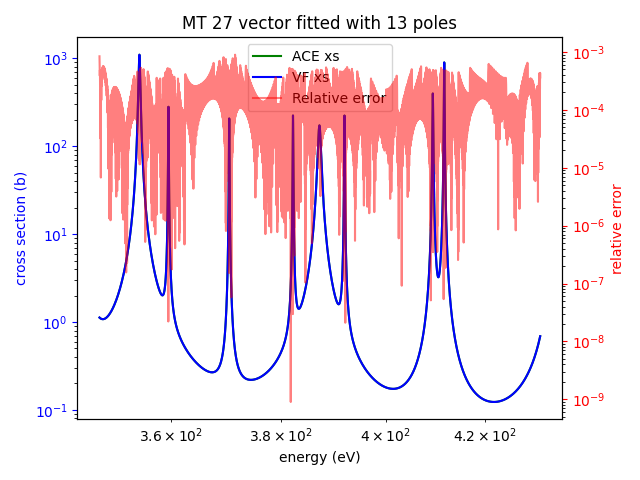 MT 27 vector fitted with 13 poles
ACE xs
VF xs
Relative error
10³
10²
10¹
10⁰
10⁻¹
cross section (b)
10⁻³
10⁻⁴
10⁻⁵
10⁻⁶
10⁻⁷
10⁻⁸
10⁻⁹
relative error
3.6 × 10²
3.8 × 10²
4 × 10²
4.2 × 10²
energy (eV)